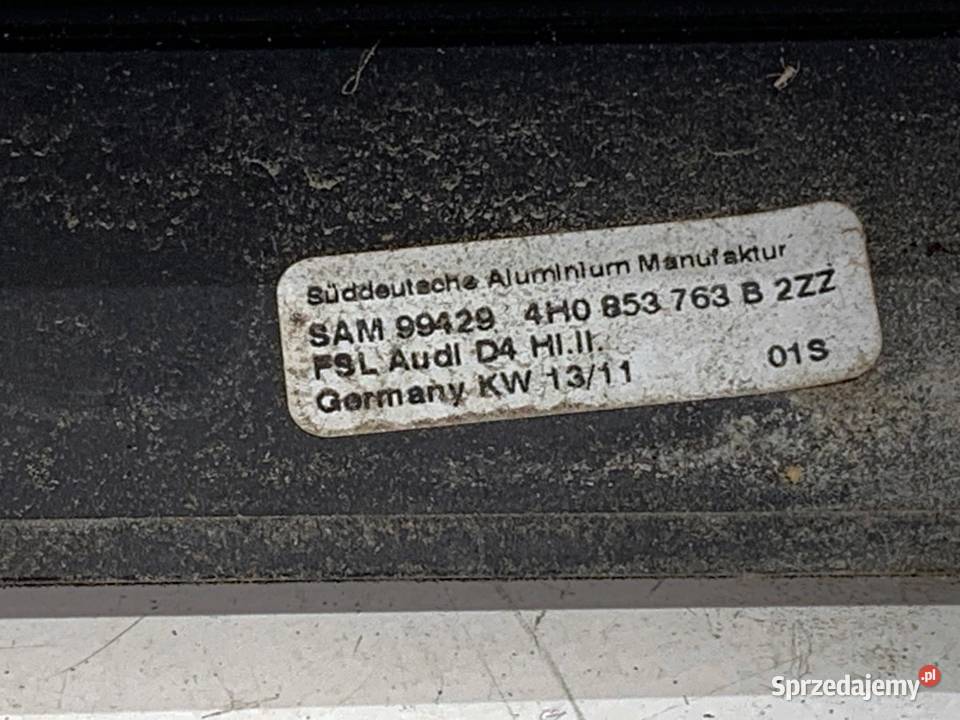 Süddeutsche Aluminium Manufaktur
SAM 99429 4H0 853 763 B 2ZZ
FSL Audi D4 HI.II.
Germany KW 13/11 01S
Sprzedajemy.pl